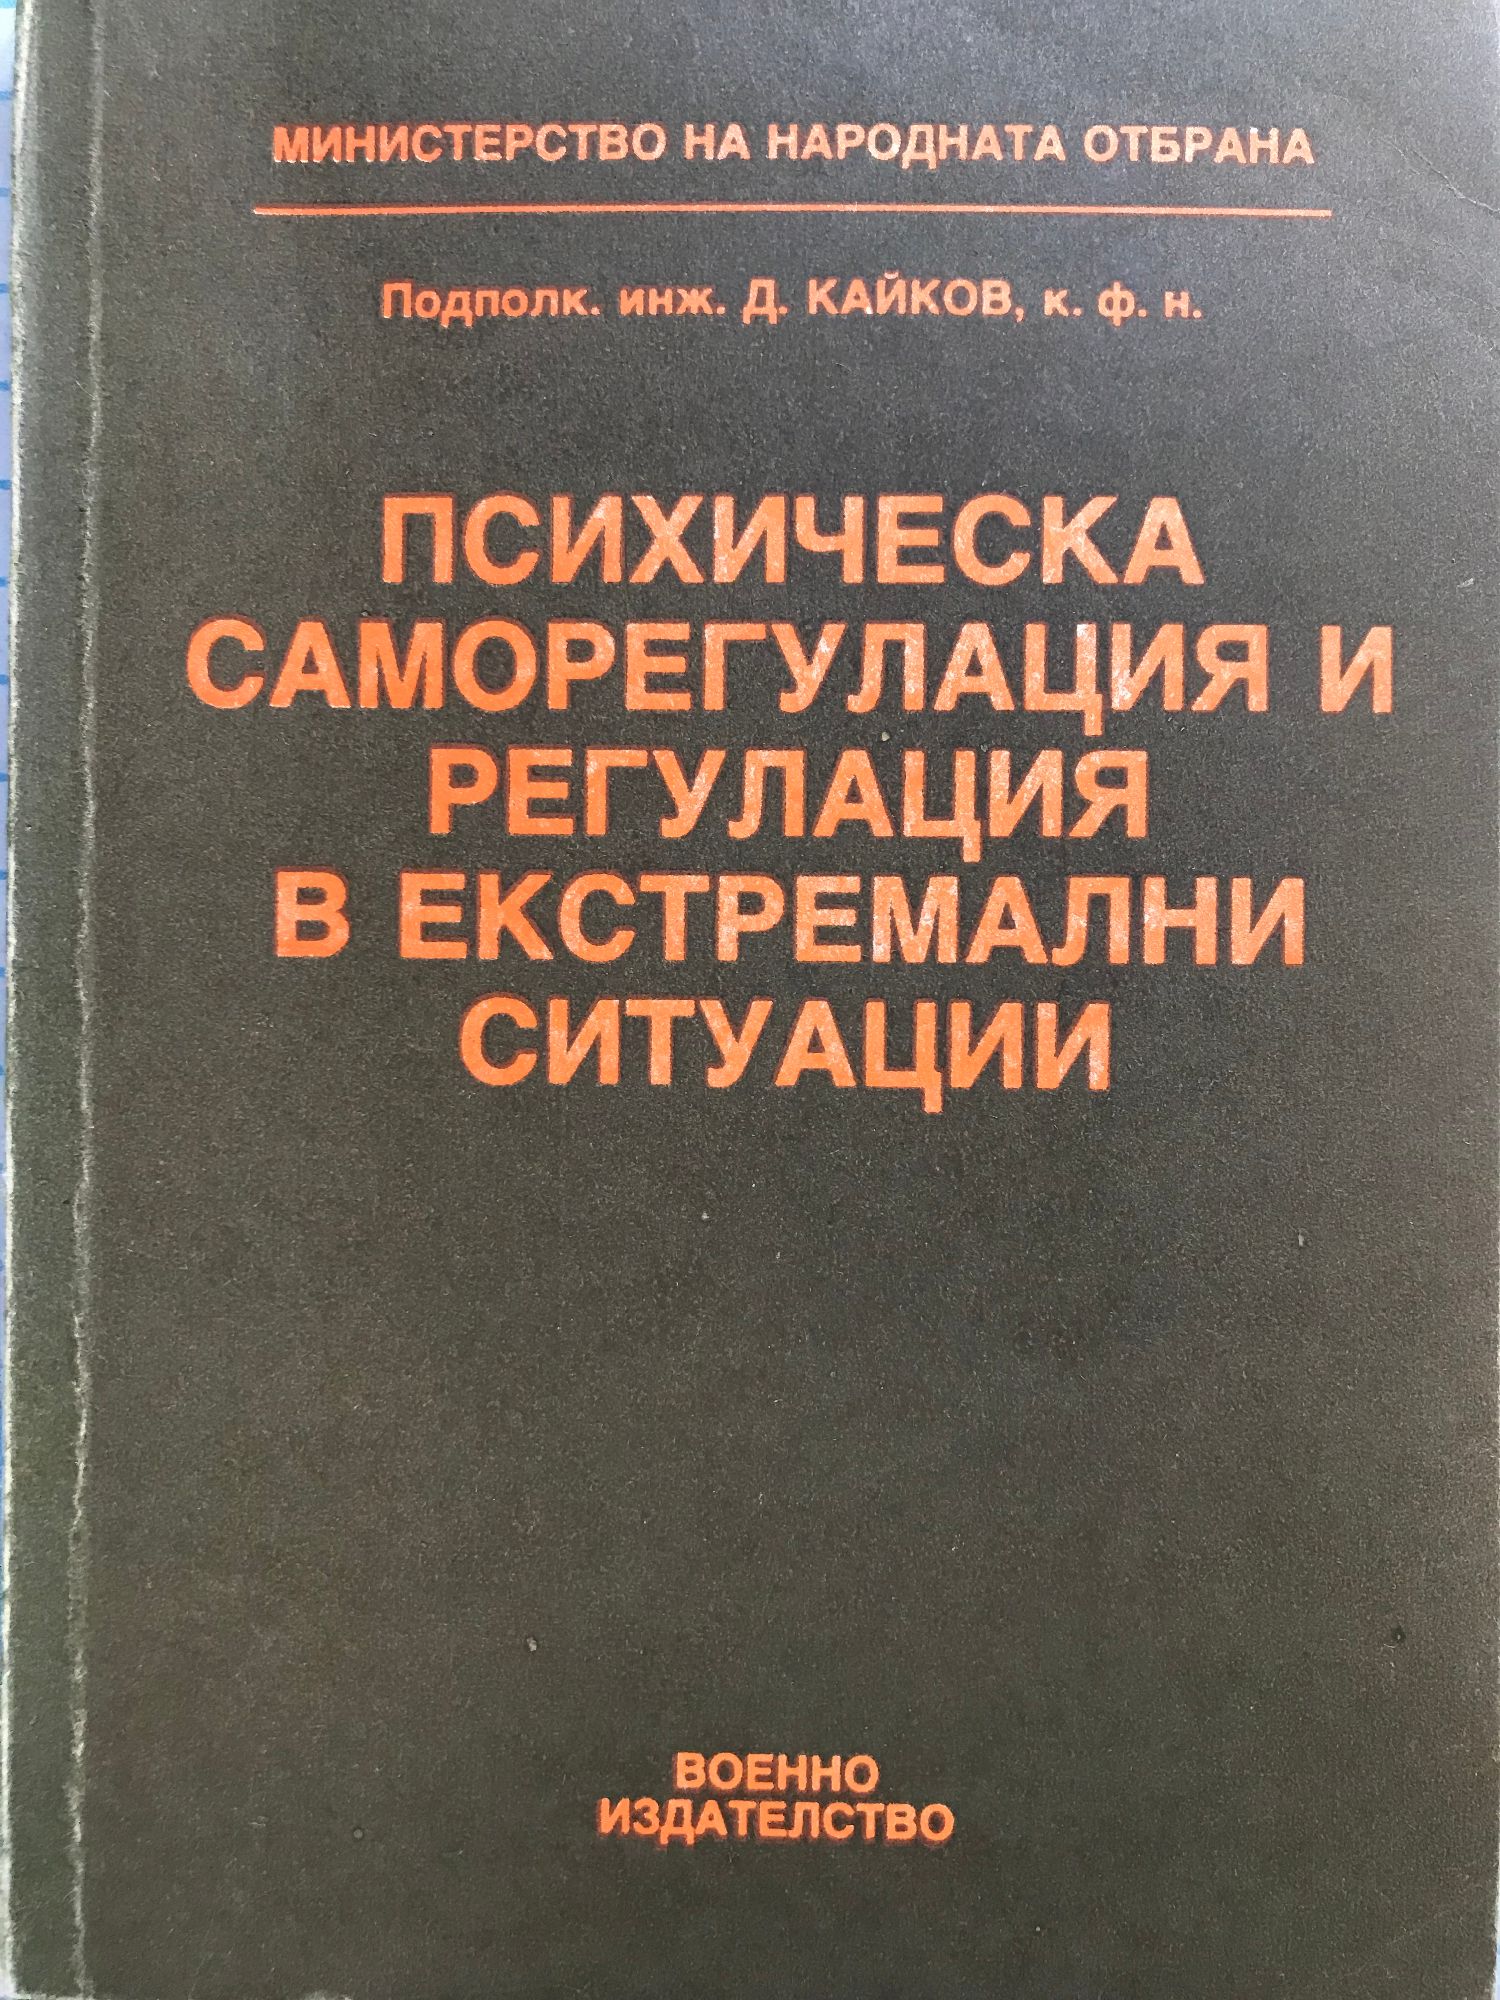 МИНИСТЕРСТВО НА НАРОДНАТА ОТБРАНА
Подполк. инж. Д. КАЙКОВ, к. ф. н.
ПСИХИЧЕСКА
САМОРЕГУЛАЦИЯ И
РЕГУЛАЦИЯ
В ЕКСТРЕМАЛНИ
СИТУАЦИИ
ВОЕННО
ИЗДАТЕЛСТВО